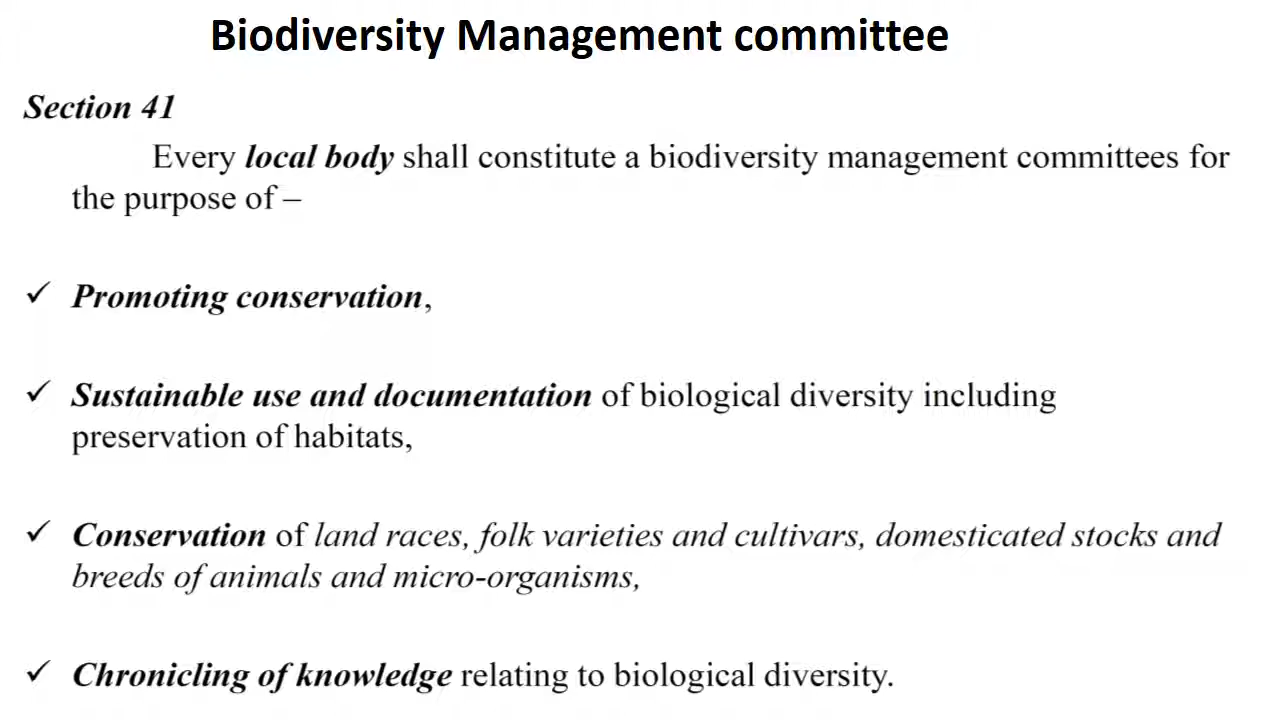 Biodiversity Management committee
Section 41
Every local body shall constitute a biodiversity management committees for
the purpose of –
✓ Promoting conservation,
✓ Sustainable use and documentation of biological diversity including
preservation of habitats,
✓ Conservation of land races, folk varieties and cultivars, domesticated stocks and
breeds of animals and micro-organisms,
✓ Chronicling of knowledge relating to biological diversity.